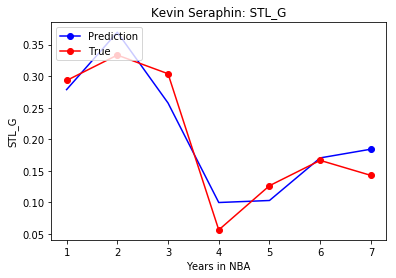 Kevin Seraphin: STL_G
Prediction
True
0.35
0.30
0.25
0.20
0.15
0.10
0.05
STL_G
1 2 3 4 5 6 7
Years in NBA